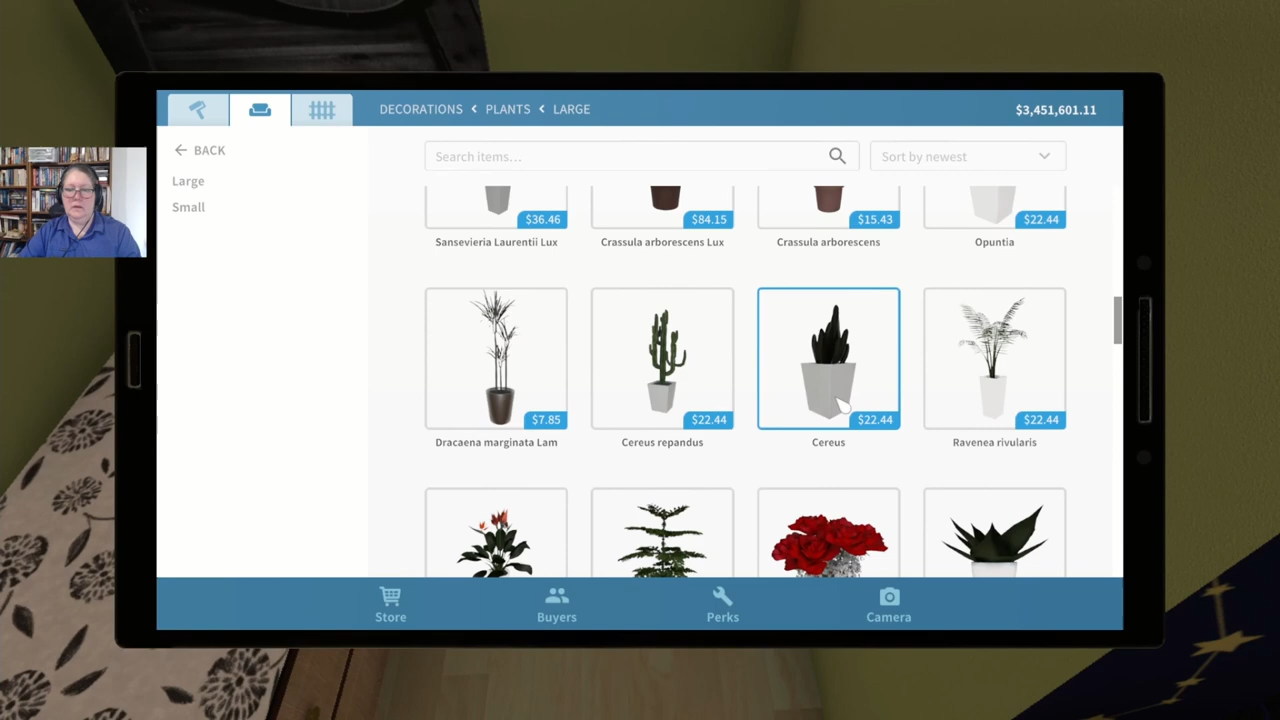 DECORATIONS < PLANTS < LARGE
$3,451,601.11
BACK
Large
Small
Search items...
Sort by newest
$36.46
$84.15
$15.43
$22.44
Sansevieria Laurentii Lux
Crassula arborescens Lux
Crassula arborescens
Opuntia
$7.85
$22.44
$22.44
$22.44
Dracaena marginata Lam
Cereus repandus
Cereus
Ravenea rivularis
Store
Buyers
Perks
Camera